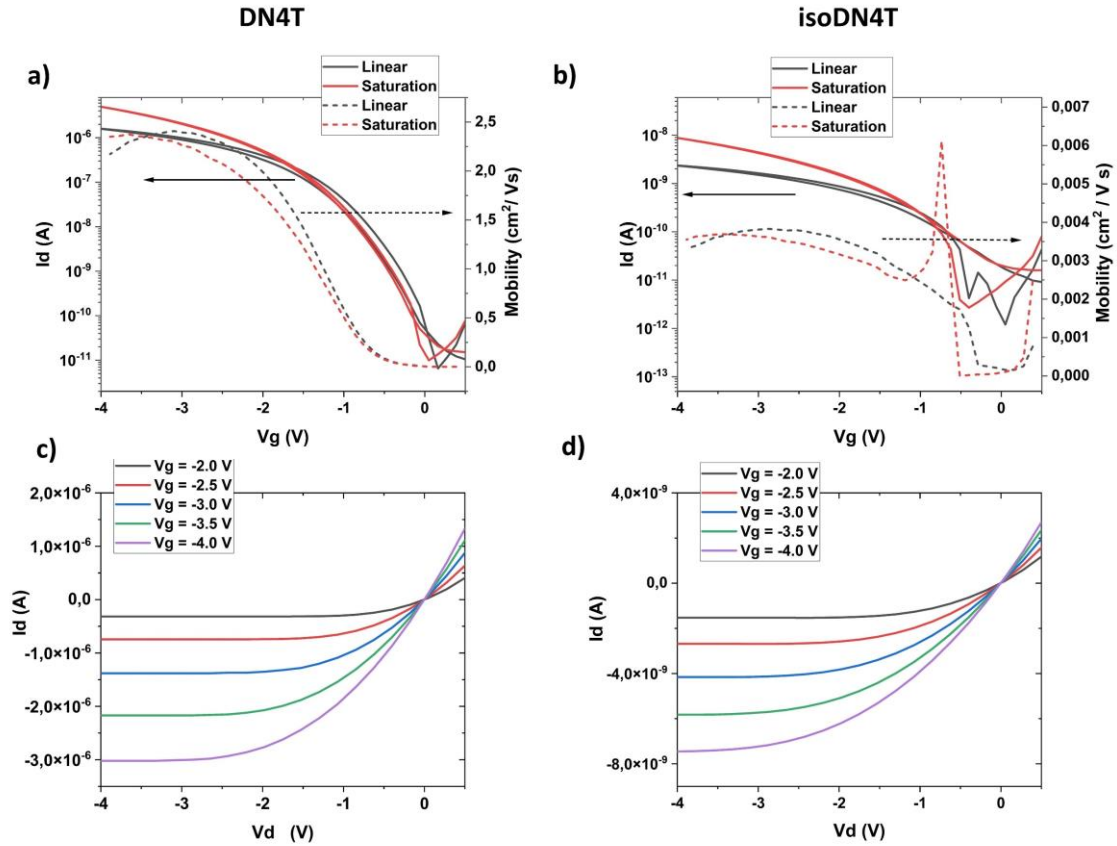 DN4T
isoDN4T
a)
Linear
Saturation
Linear
Saturation
10⁻⁶
10⁻⁷
10⁻⁸
10⁻⁹
10⁻¹⁰
10⁻¹¹
Id (A)
2,5
2,0
1,5
1,0
0,5
0,0
Mobility (cm²/ Vs)
-4
-3
-2
-1
0
Vg (V)
b)
Linear
Saturation
Linear
Saturation
10⁻⁸
10⁻⁹
10⁻¹⁰
10⁻¹¹
10⁻¹²
10⁻¹³
Id (A)
0,007
0,006
0,005
0,004
0,003
0,002
0,001
0,000
Mobility (cm²/ V s)
-4
-3
-2
-1
0
Vg (V)
c)
Vg = -2.0 V
Vg = -2.5 V
Vg = -3.0 V
Vg = -3.5 V
Vg = -4.0 V
2,0×10⁻⁶
1,0×10⁻⁶
0,0
-1,0×10⁻⁶
-2,0×10⁻⁶
-3,0×10⁻⁶
Id (A)
-4
-3
-2
-1
0
Vd (V)
d)
Vg = -2.0 V
Vg = -2.5 V
Vg = -3.0 V
Vg = -3.5 V
Vg = -4.0 V
4,0×10⁻⁹
0,0
-4,0×10⁻⁹
-8,0×10⁻⁹
Id (A)
-4
-3
-2
-1
0
Vd (V)